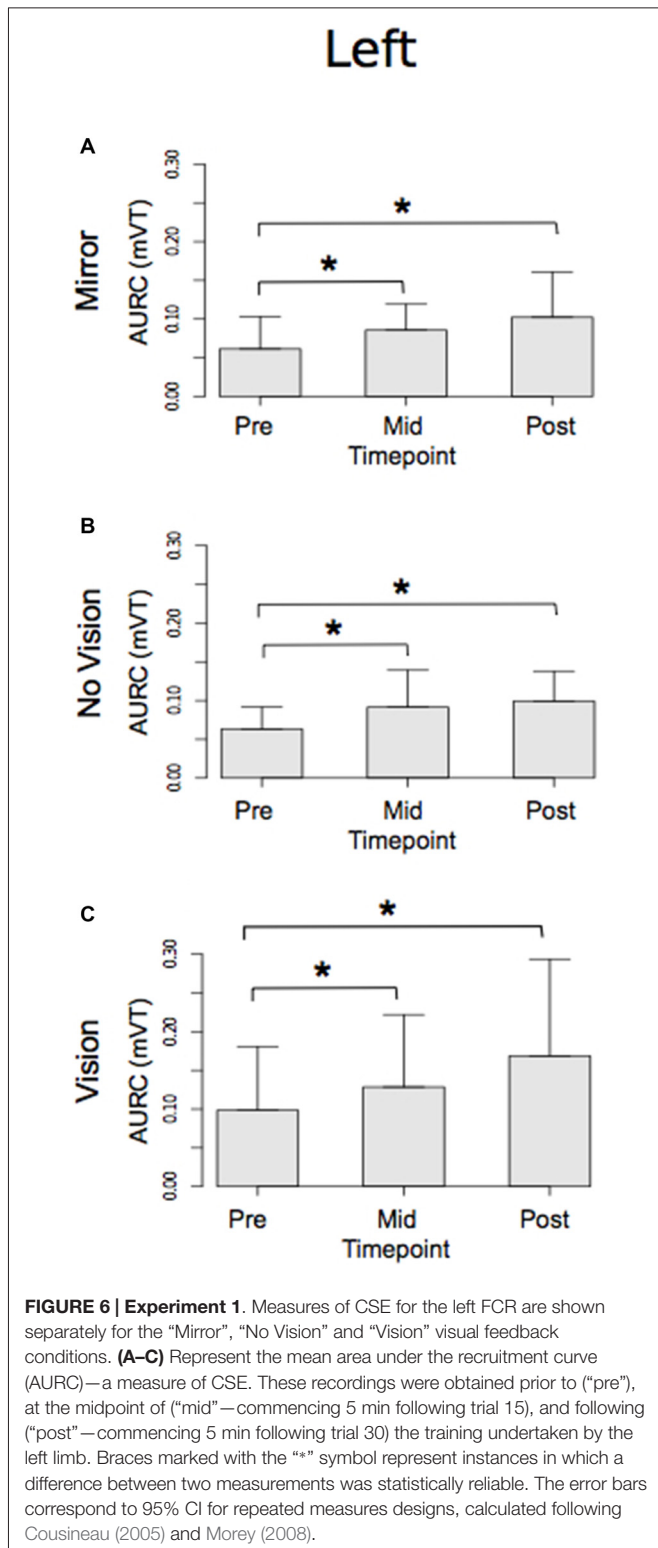 Left
A
Mirror
AURC (mVT)
0.00 0.10 0.20 0.30
*
*
Pre Mid Post
Timepoint
B
No Vision
AURC (mVT)
0.00 0.10 0.20 0.30
*
*
Pre Mid Post
Timepoint
C
Vision
AURC (mVT)
0.00 0.10 0.20 0.30
*
*
Pre Mid Post
Timepoint
FIGURE 6 | Experiment 1. Measures of CSE for the left FCR are shown
separately for the “Mirror”, “No Vision” and “Vision” visual feedback
conditions. (A–C) Represent the mean area under the recruitment curve
(AURC)—a measure of CSE. These recordings were obtained prior to (“pre”),
at the midpoint of (“mid”—commencing 5 min following trial 15), and following
(“post”—commencing 5 min following trial 30) the training undertaken by the
left limb. Braces marked with the “*” symbol represent instances in which a
difference between two measurements was statistically reliable. The error bars
correspond to 95% CI for repeated measures designs, calculated following
Cousineau (2005) and Morey (2008).